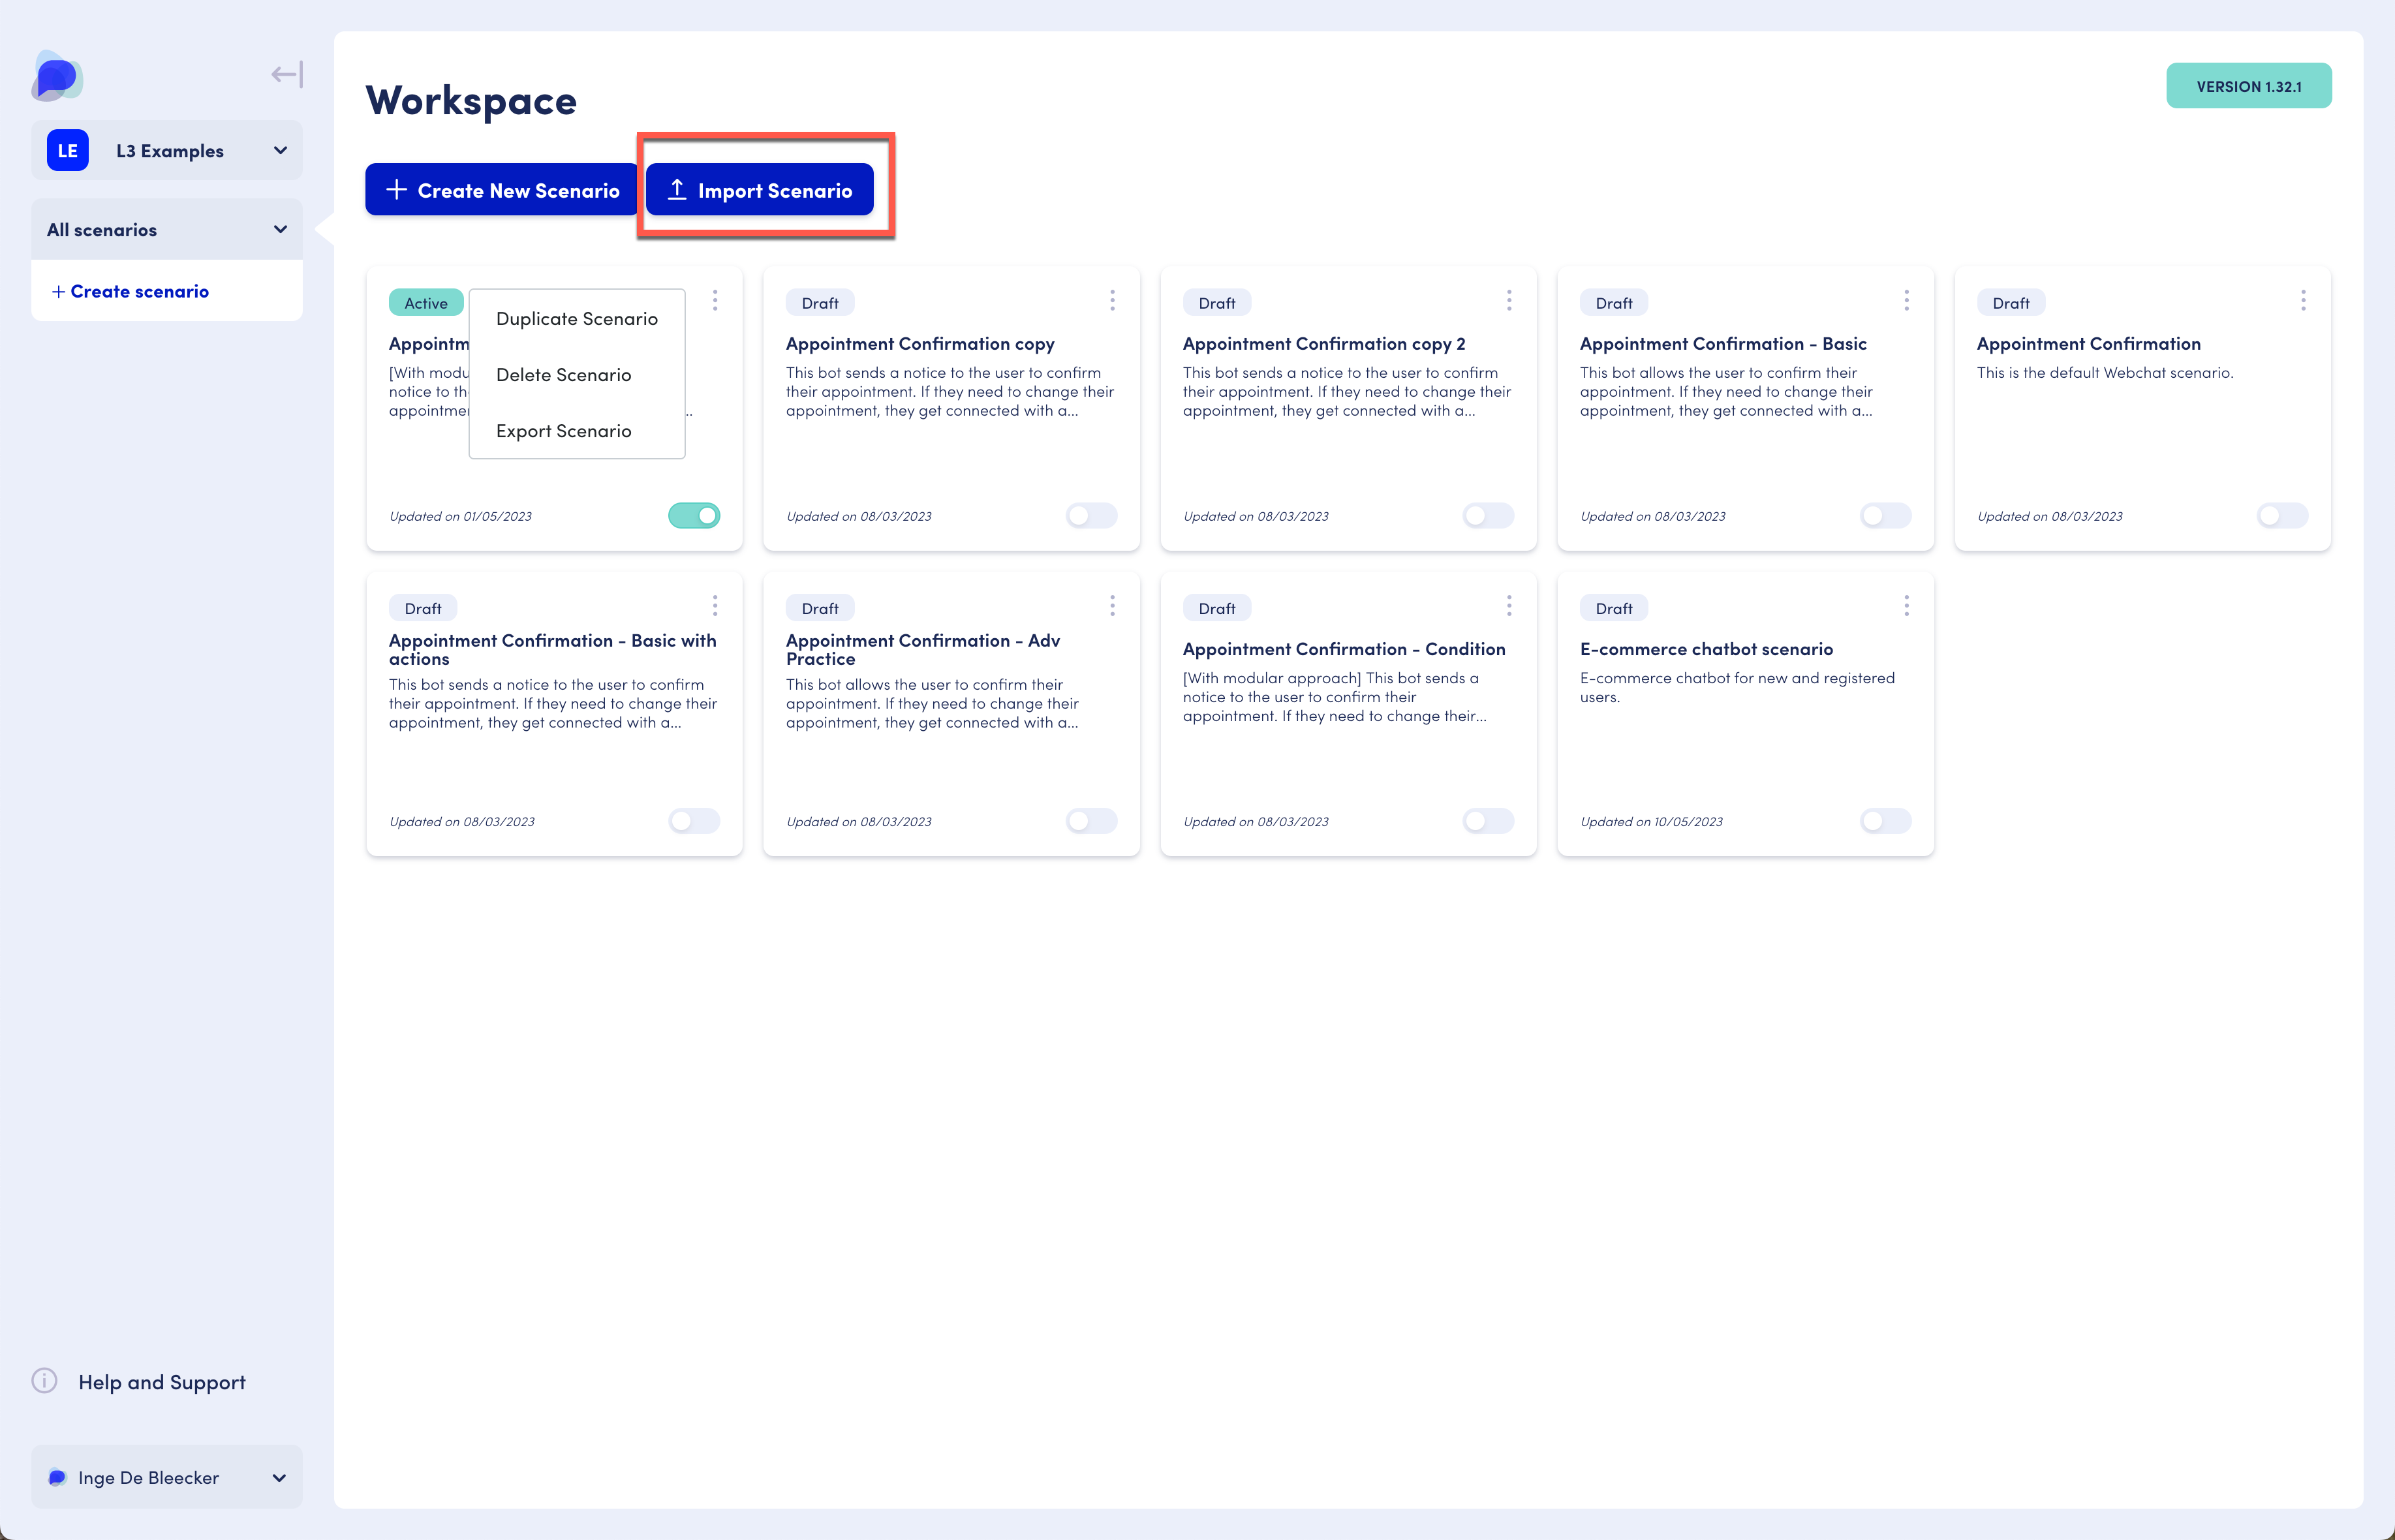 LE L3 Examples
All scenarios
+ Create scenario
Help and Support
Inge De Bleecker
Workspace
VERSION 1.32.1
+ Create New Scenario
Import Scenario
Active
Appointm
[With modu
notice to th
appointmen ...
Duplicate Scenario
Delete Scenario
Export Scenario
Updated on 01/05/2023
Draft
Appointment Confirmation copy
This bot sends a notice to the user to confirm
their appointment. If they need to change their
appointment, they get connected with a...
Updated on 08/03/2023
Draft
Appointment Confirmation copy 2
This bot sends a notice to the user to confirm
their appointment. If they need to change their
appointment, they get connected with a...
Updated on 08/03/2023
Draft
Appointment Confirmation - Basic
This bot allows the user to confirm their
appointment. If they need to change their
appointment, they get connected with a...
Updated on 08/03/2023
Draft
Appointment Confirmation
This is the default Webchat scenario.
Updated on 08/03/2023
Draft
Appointment Confirmation - Basic with
actions
This bot sends a notice to the user to confirm
their appointment. If they need to change their
appointment, they get connected with a...
Updated on 08/03/2023
Draft
Appointment Confirmation - Adv
Practice
This bot allows the user to confirm their
appointment. If they need to change their
appointment, they get connected with a...
Updated on 08/03/2023
Draft
Appointment Confirmation - Condition
[With modular approach] This bot sends a
notice to the user to confirm their
appointment. If they need to change their...
Updated on 08/03/2023
Draft
E-commerce chatbot scenario
E-commerce chatbot for new and registered
users.
Updated on 10/05/2023